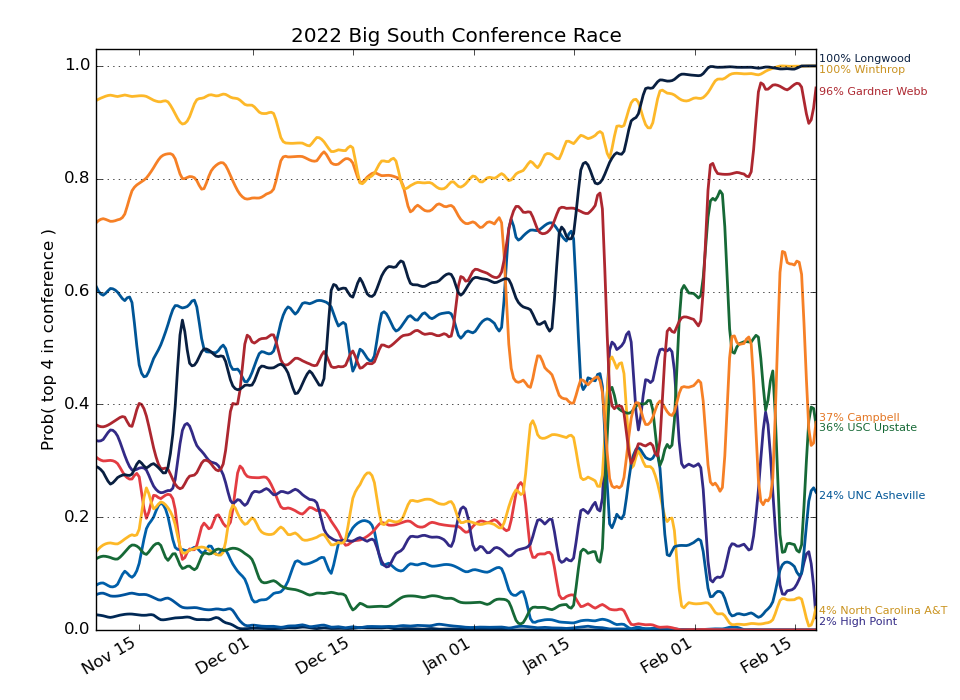 2022 Big South Conference Race
Prob( top 4 in conference )
1.0
0.8
0.6
0.4
0.2
0.0
Nov 15
Dec 01
Dec 15
Jan 01
Jan 15
Feb 01
Feb 15
100% Longwood
100% Winthrop
96% Gardner Webb
37% Campbell
36% USC Upstate
24% UNC Asheville
4% North Carolina A&T
2% High Point